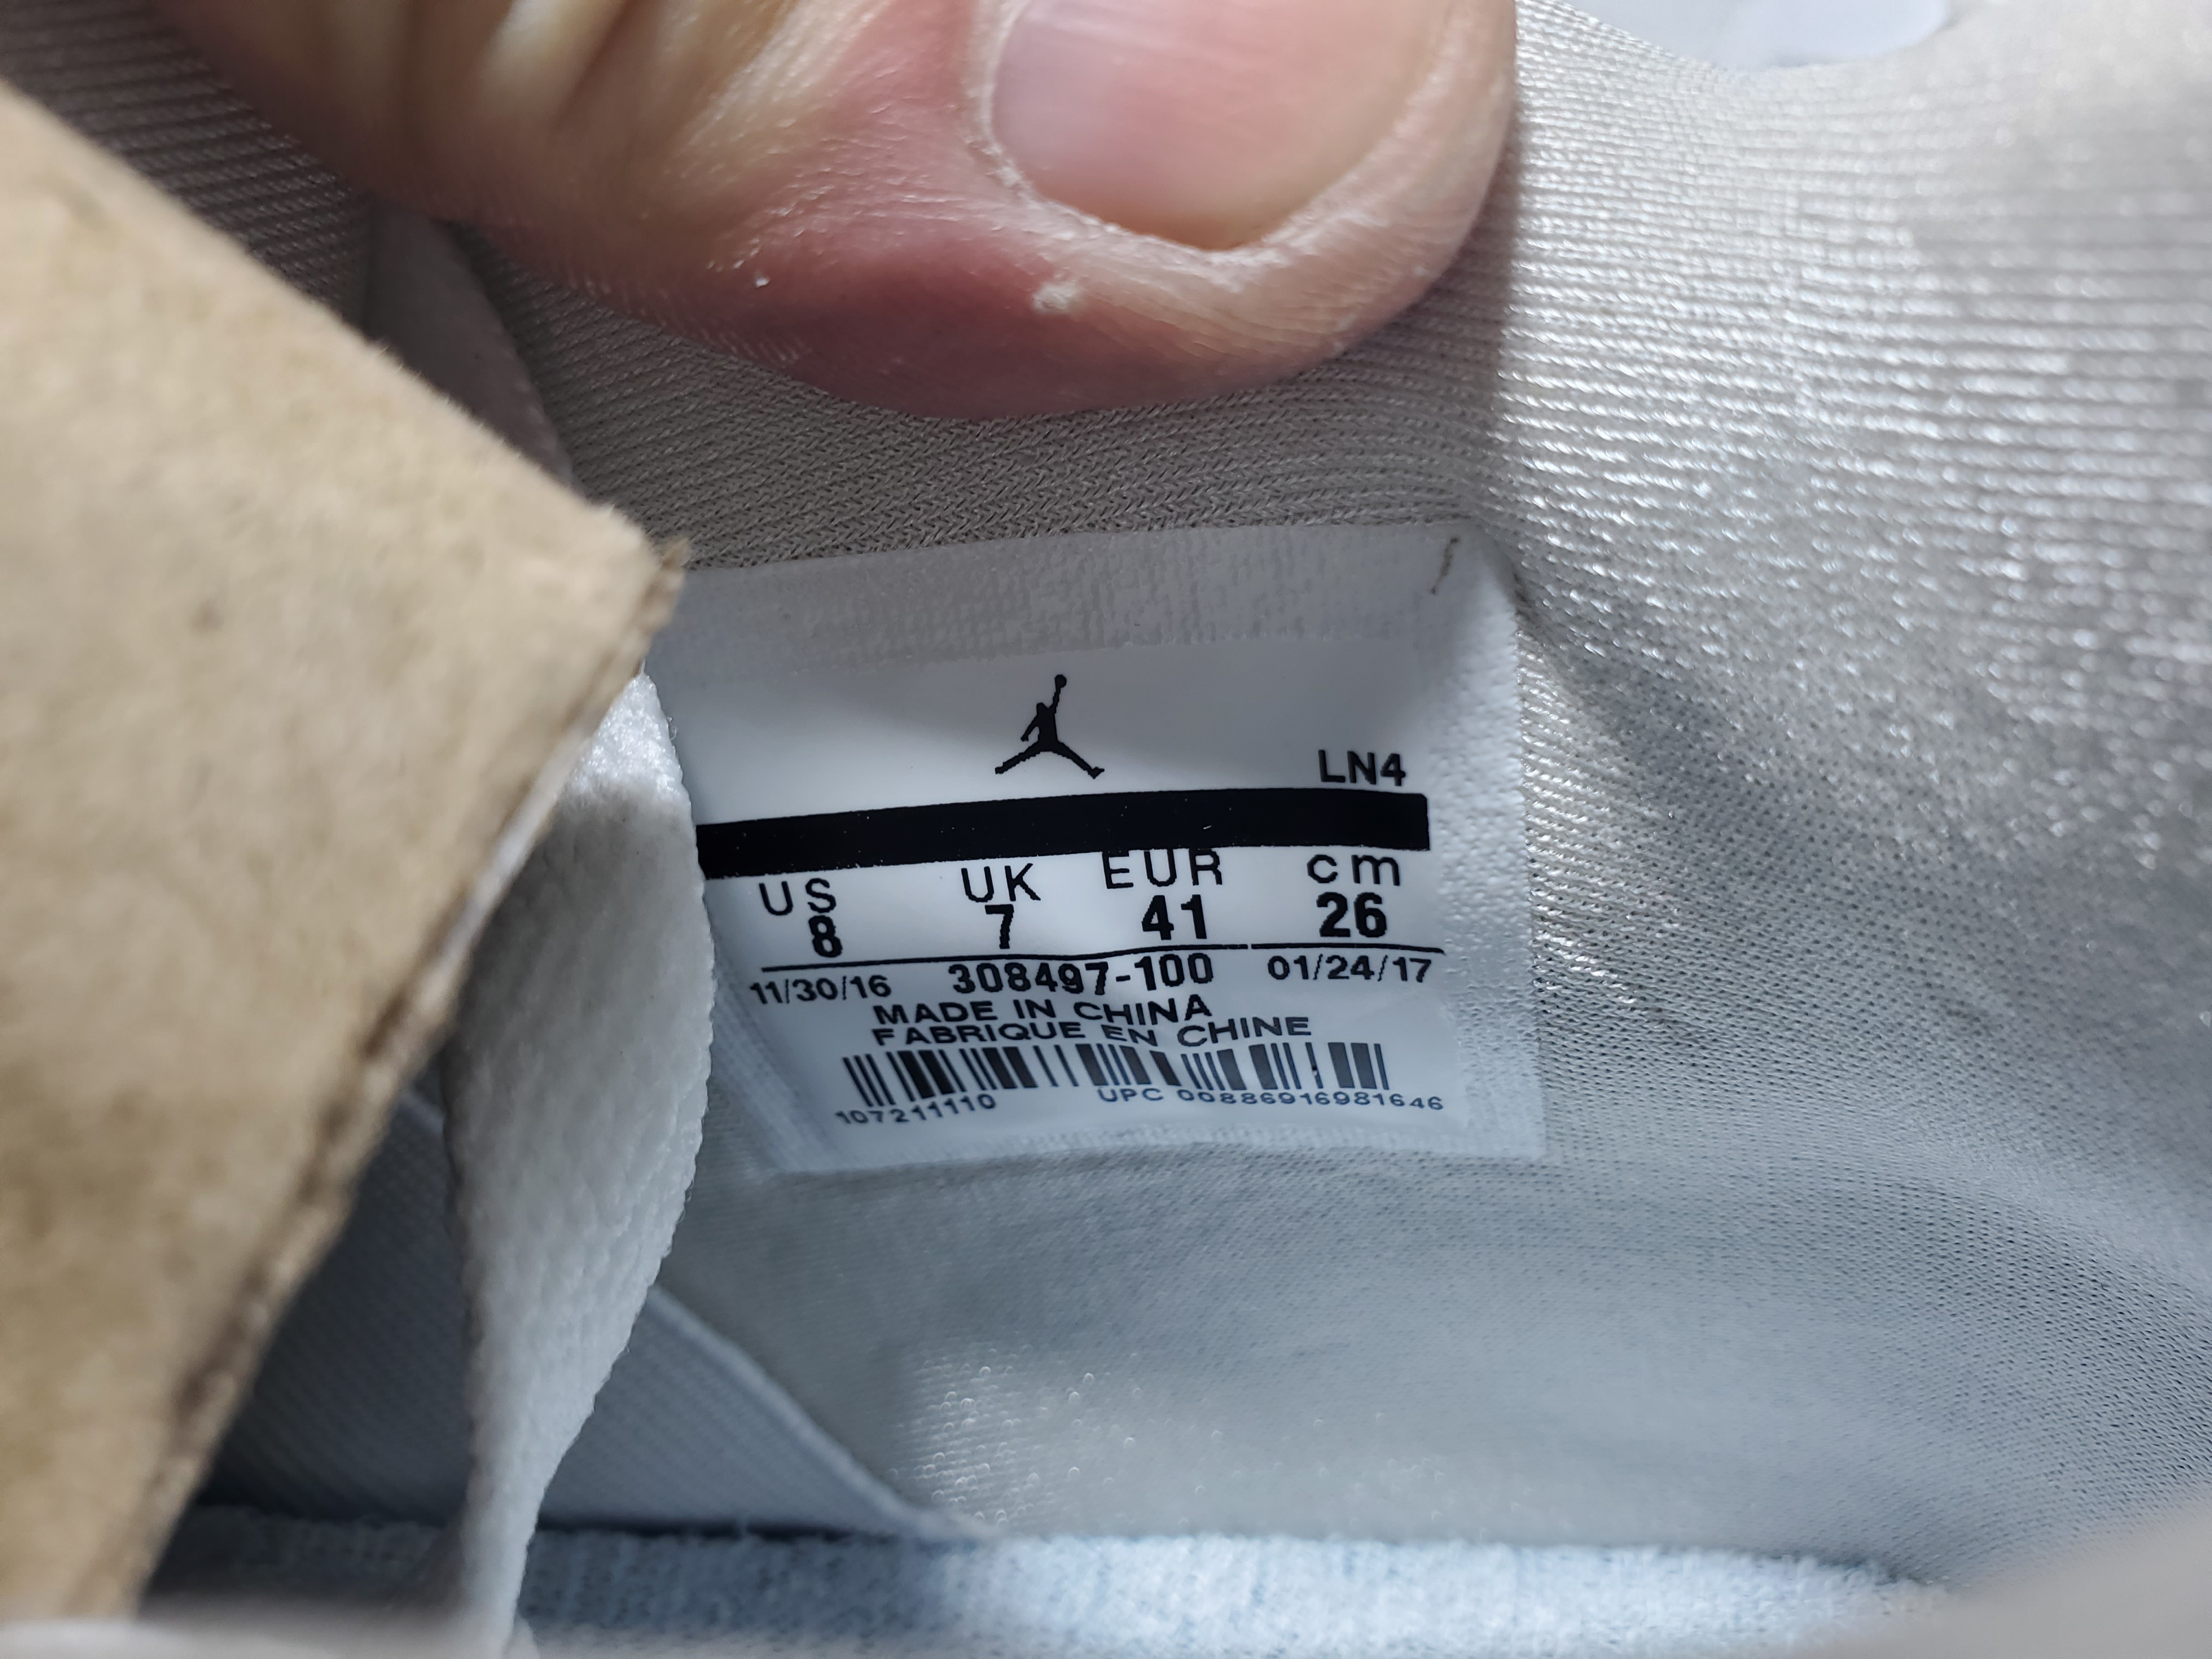 LN4
US UK EUR cm
8 7 41 26
11/30/16 308497-100 01/24/17
MADE IN CHINA
FABRIQUE EN CHINE
107211110 UPC 00886916981646